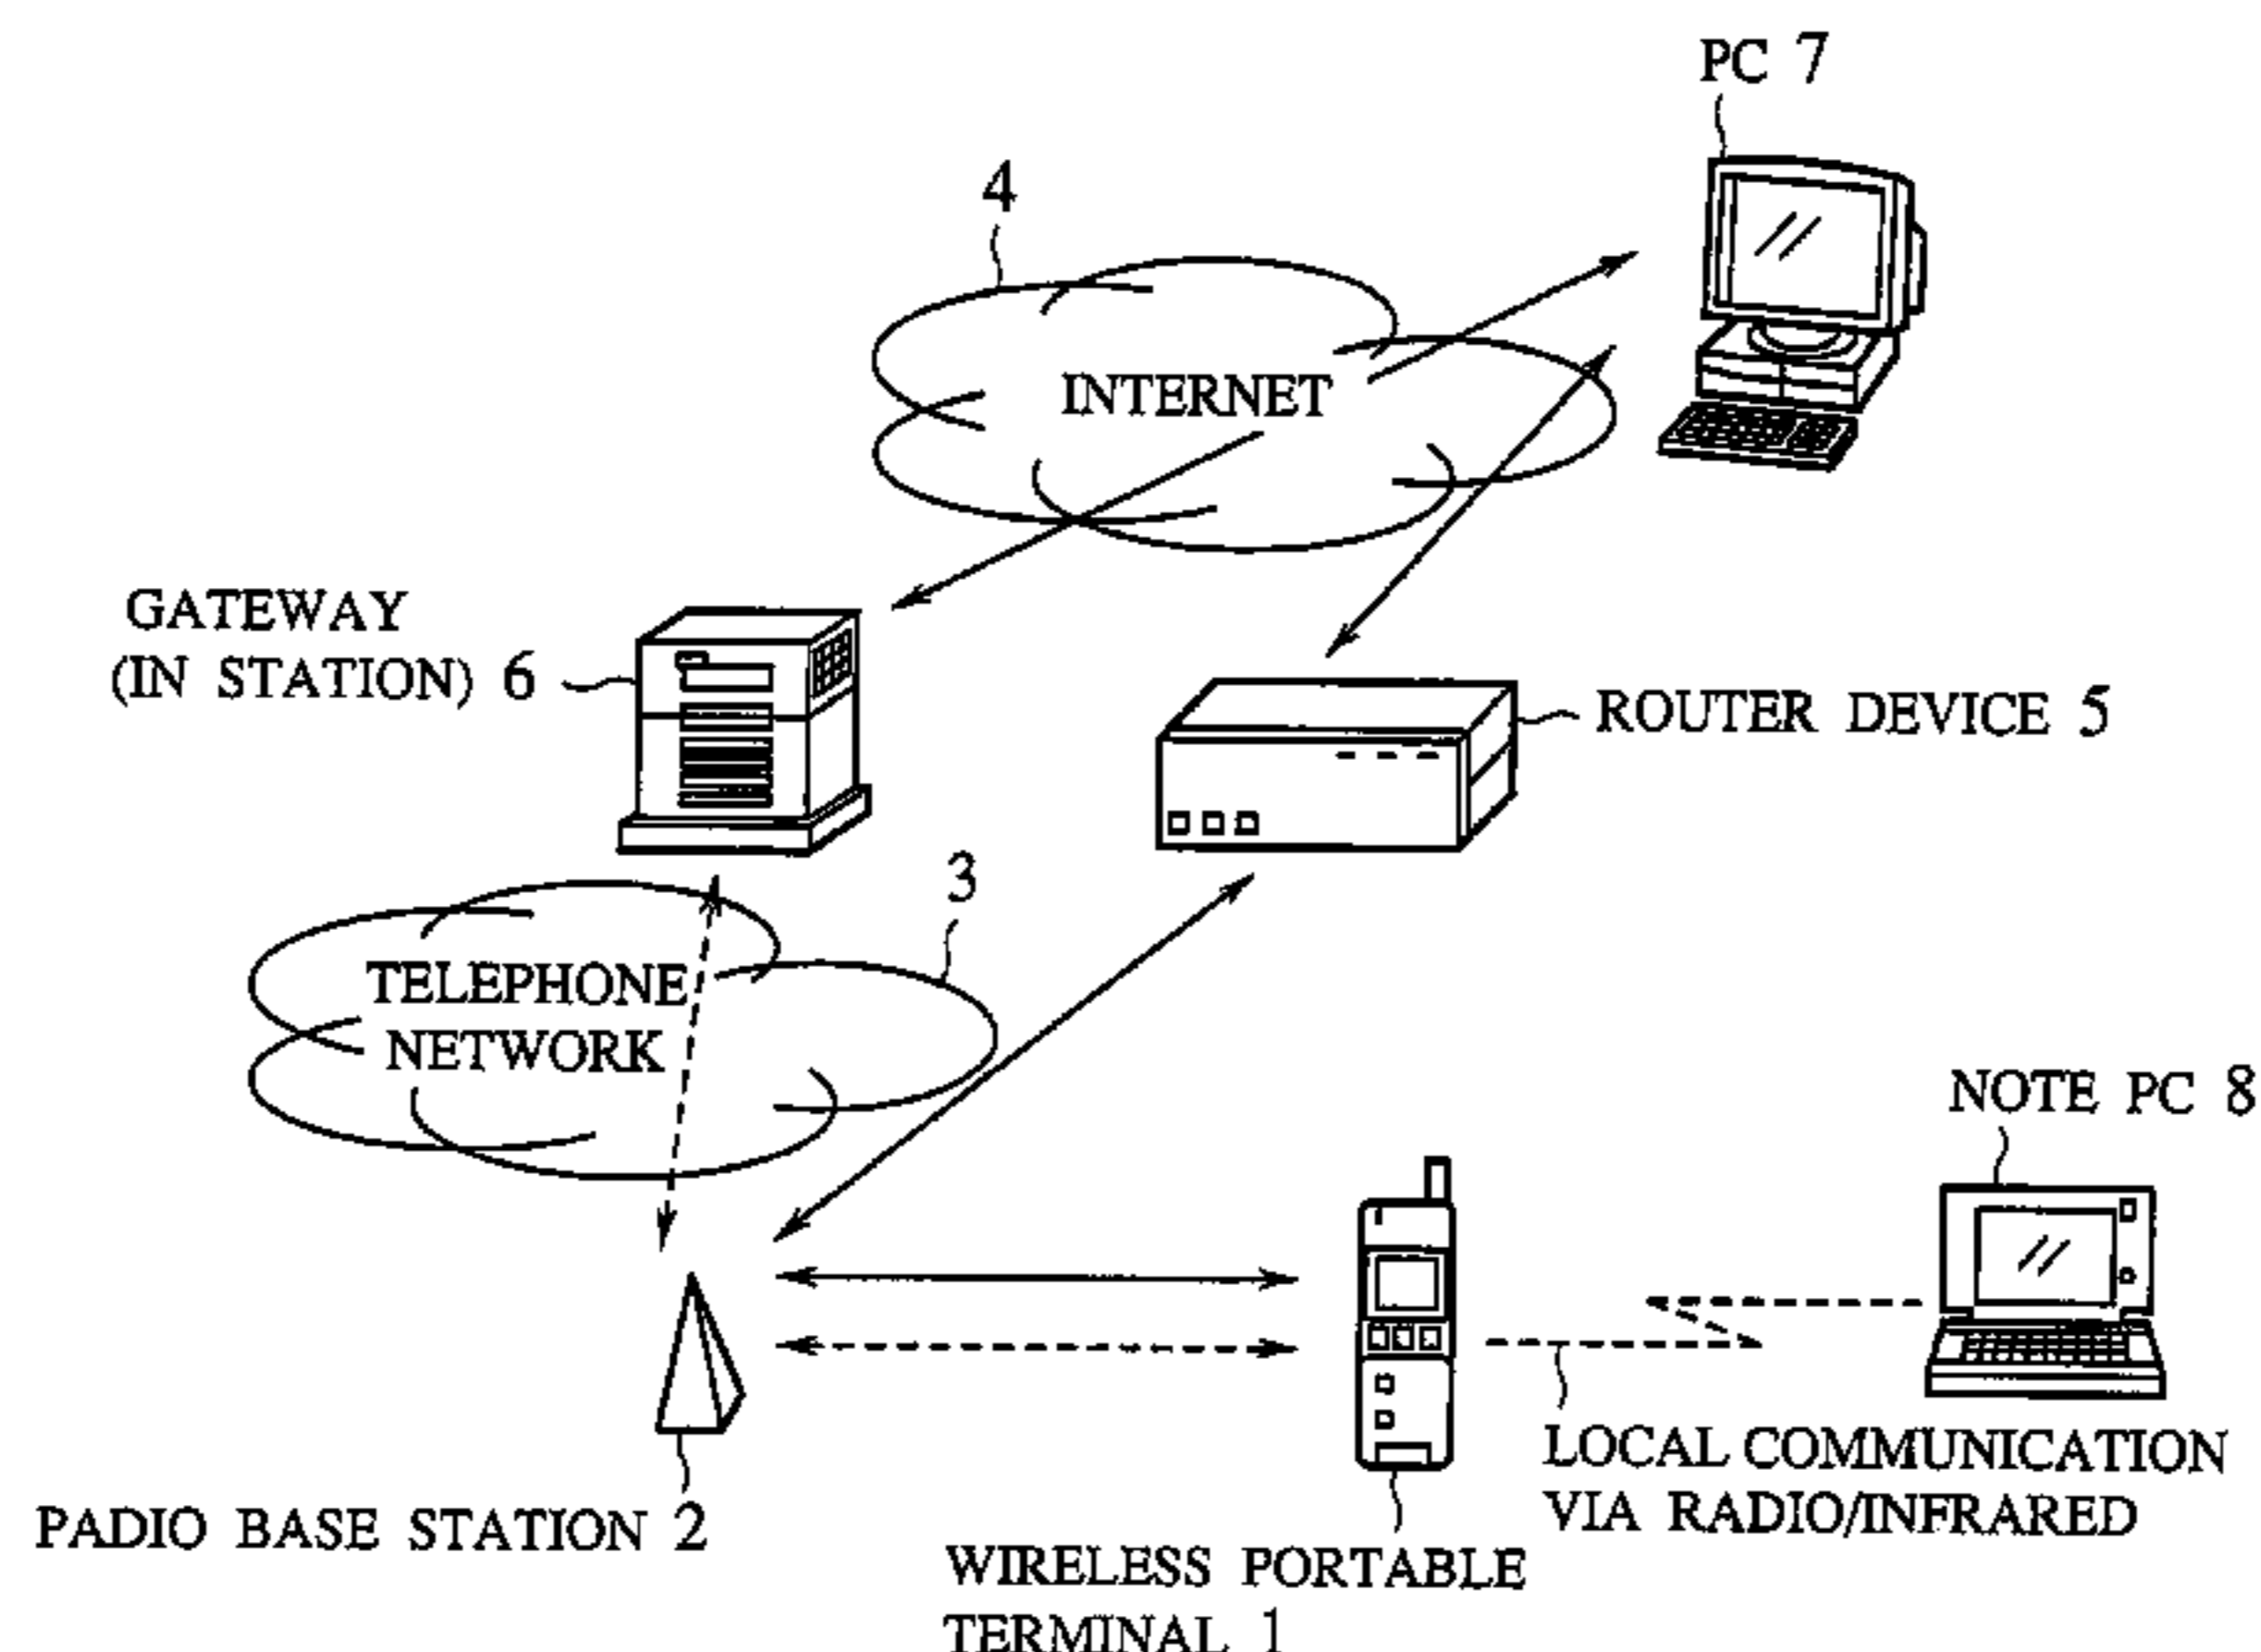 PC 7
4
INTERNET
GATEWAY
(IN STATION) 6
ROUTER DEVICE 5
3
TELEPHONE
NETWORK
NOTE PC 8
LOCAL COMMUNICATION
VIA RADIO/INFRARED
PADIO BASE STATION 2
WIRELESS PORTABLE
TERMINAL 1